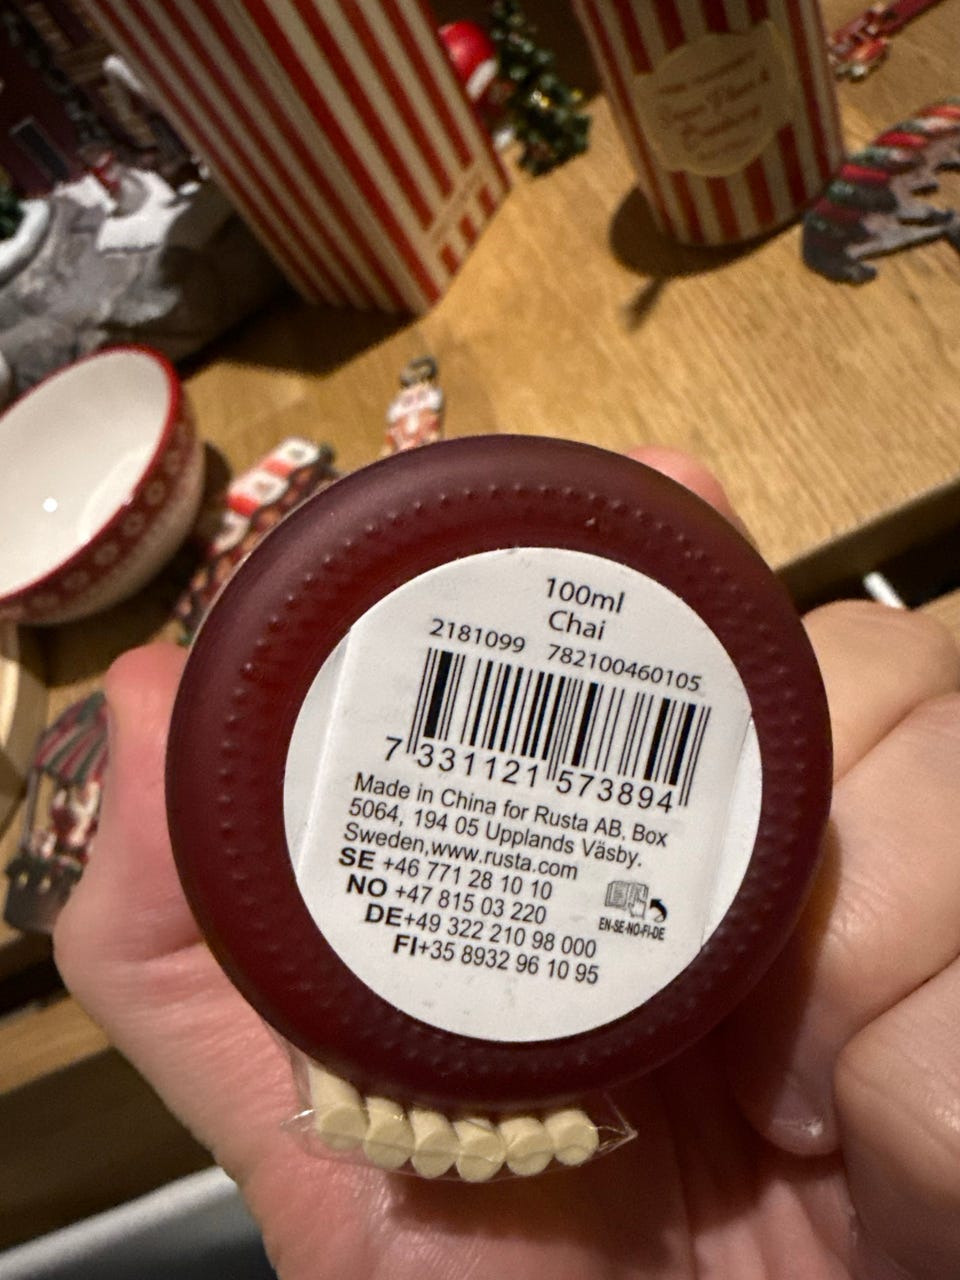 100ml
Chai
2181099 782100460105
7 331121 573894
Made in China for Rusta AB, Box
5064, 194 05 Upplands Väsby.
Sweden,www.rusta.com
SE +46 771 28 10 10
NO +47 815 03 220
DE+49 322 210 98 000
FI+35 8932 96 10 95
EN-SE-NO-FI-DE